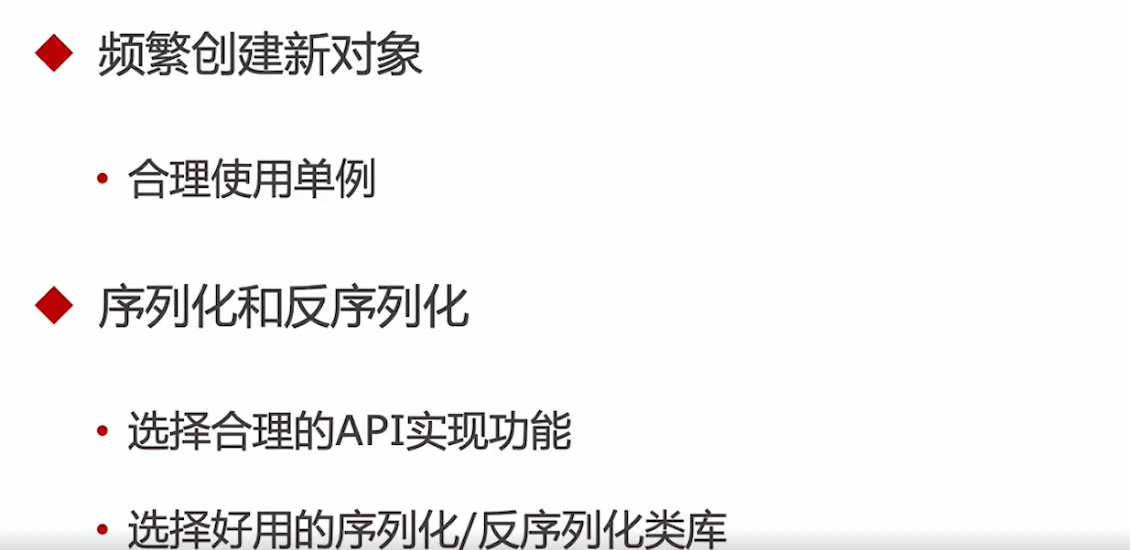 频繁创建新对象
合理使用单例
序列化和反序列化
选择合理的API实现功能
选择好用的序列化/反序列化类库